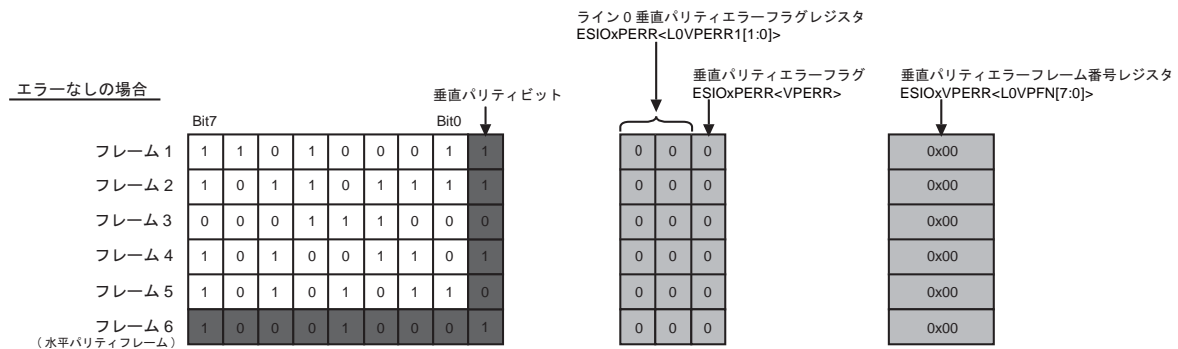 ライン 0 垂直パリティエラーフラグレジスタ
ESIOxPERR<L0VPERR1[1:0]>
垂直パリティエラーフラグ
ESIOxPERR<VPERR>
垂直パリティエラーフレーム番号レジスタ
ESIOxVPERR<L0VPFN[7:0]>
エラーなしの場合
垂直パリティビット
Bit7 Bit0
フレーム 1 1 1 0 1 0 0 0 1 1 0 0 0 0x00
フレーム 2 1 0 1 1 0 1 1 1 1 0 0 0 0x00
フレーム 3 0 0 0 1 1 1 0 0 0 0 0 0 0x00
フレーム 4 1 0 1 0 0 1 1 0 1 0 0 0 0x00
フレーム 5 1 0 1 0 1 0 1 1 0 0 0 0 0x00
フレーム 6 1 0 0 0 1 0 0 0 1 0 0 0 0x00
（水平パリティフレーム）